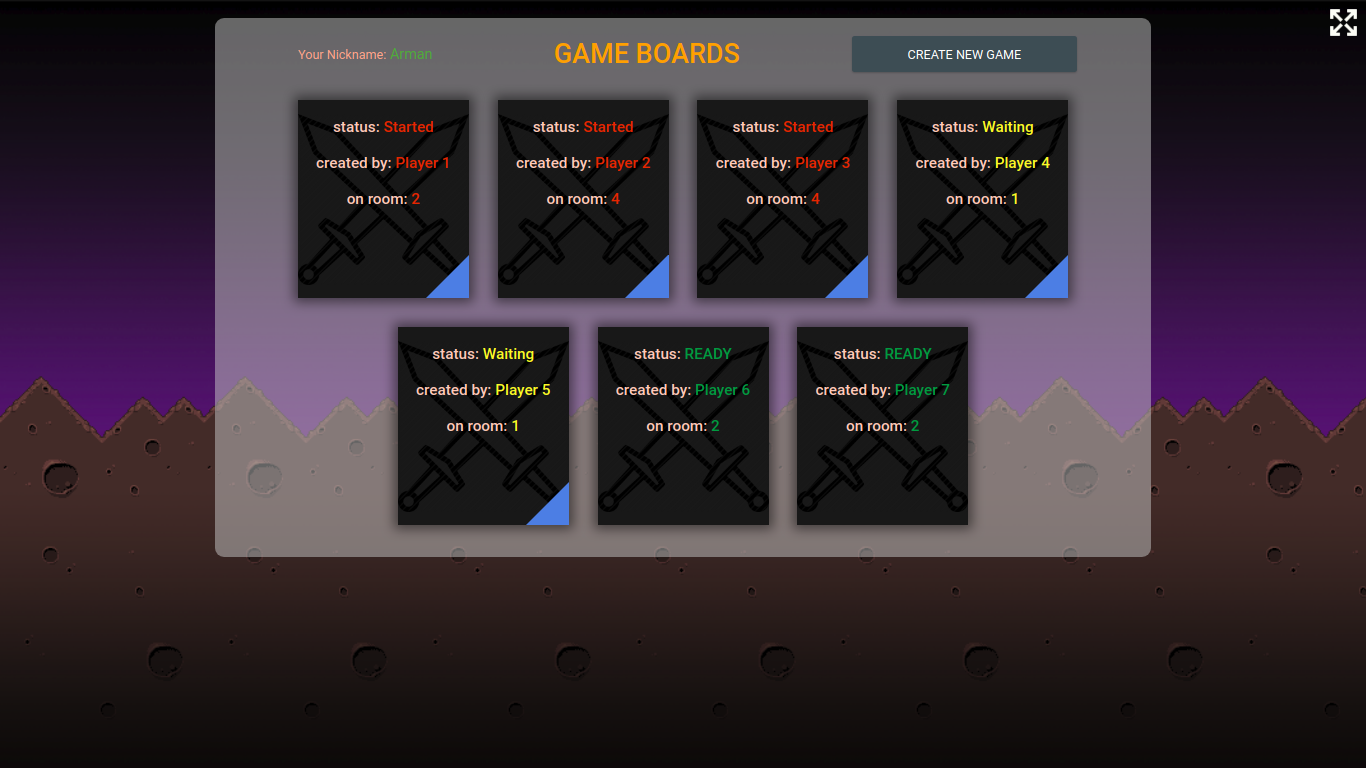 Your Nickname: Arman
GAME BOARDS
CREATE NEW GAME
status: Started
created by: Player 1
on room: 2
status: Started
created by: Player 2
on room: 4
status: Started
created by: Player 3
on room: 4
status: Waiting
created by: Player 4
on room: 1
status: Waiting
created by: Player 5
on room: 1
status: READY
created by: Player 6
on room: 2
status: READY
created by: Player 7
on room: 2